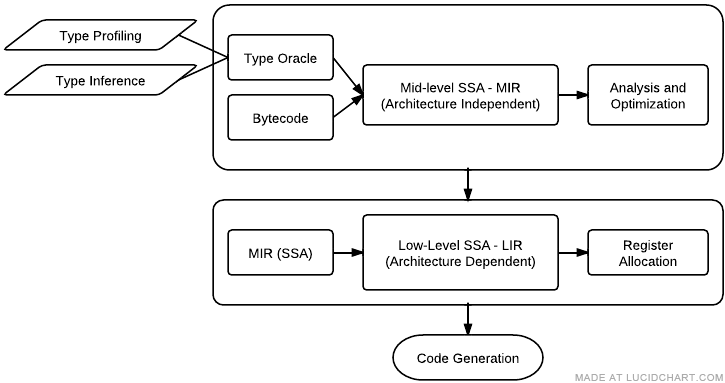 Type Profiling
Type Inference
Type Oracle
Bytecode
Mid-level SSA - MIR
(Architecture Independent)
Analysis and
Optimization
MIR (SSA)
Low-Level SSA - LIR
(Architecture Dependent)
Register
Allocation
Code Generation
MADE AT LUCIDCHART.COM